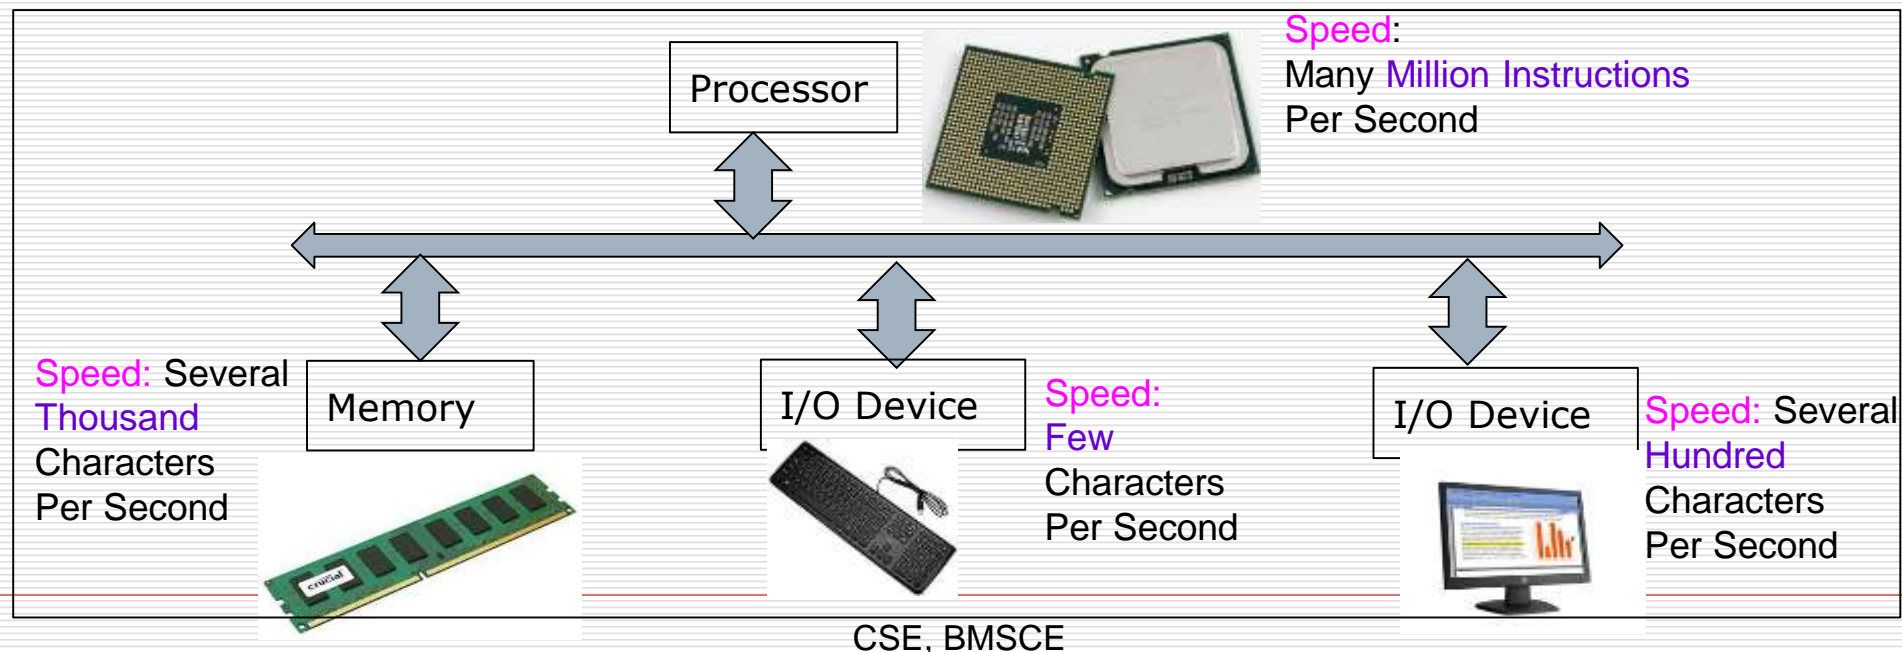 Processor
Speed:
Many Million Instructions
Per Second
Speed: Several
Thousand
Characters
Per Second
Memory
crucial
I/O Device
Speed:
Few
Characters
Per Second
I/O Device
Speed: Several
Hundred
Characters
Per Second
CSE, BMSCE